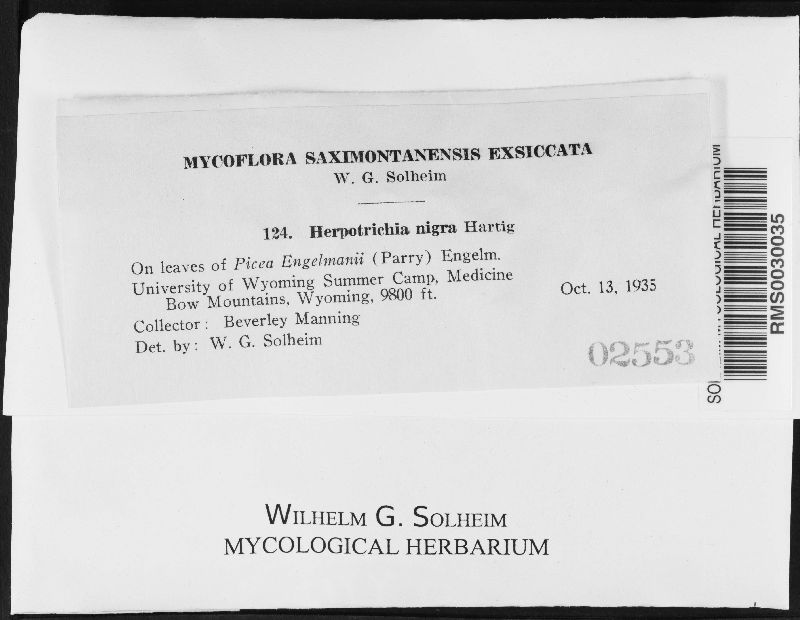 MYCOFLORA SAXIMONTANENSIS EXSICCATA
W. G. Solheim
124. Herpotrichia nigra Hartig
On leaves of Picea Engelmanii (Parry) Engelm.
University of Wyoming Summer Camp, Medicine
Bow Mountains, Wyoming, 9800 ft.
Oct. 13, 1935
Collector: Beverley Manning
Det. by: W. G. Solheim
02553
RMS0030035
WILHELM G. SOLHEIM
MYCOLOGICAL HERBARIUM